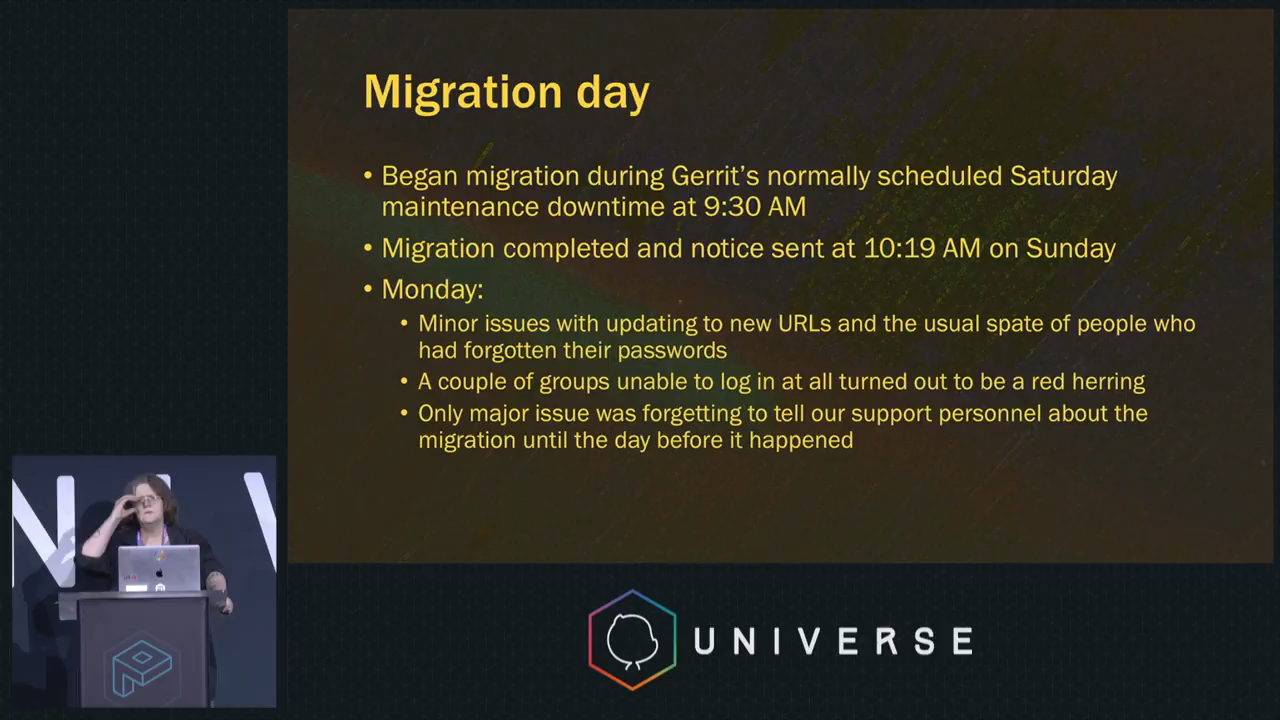 Migration day
• Began migration during Gerrit's normally scheduled Saturday
maintenance downtime at 9:30 AM
• Migration completed and notice sent at 10:19 AM on Sunday
• Monday:
• Minor issues with updating to new URLs and the usual spate of people who
had forgotten their passwords
• A couple of groups unable to log in at all turned out to be a red herring
• Only major issue was forgetting to tell our support personnel about the
migration until the day before it happened
N I V
UNIVERSE